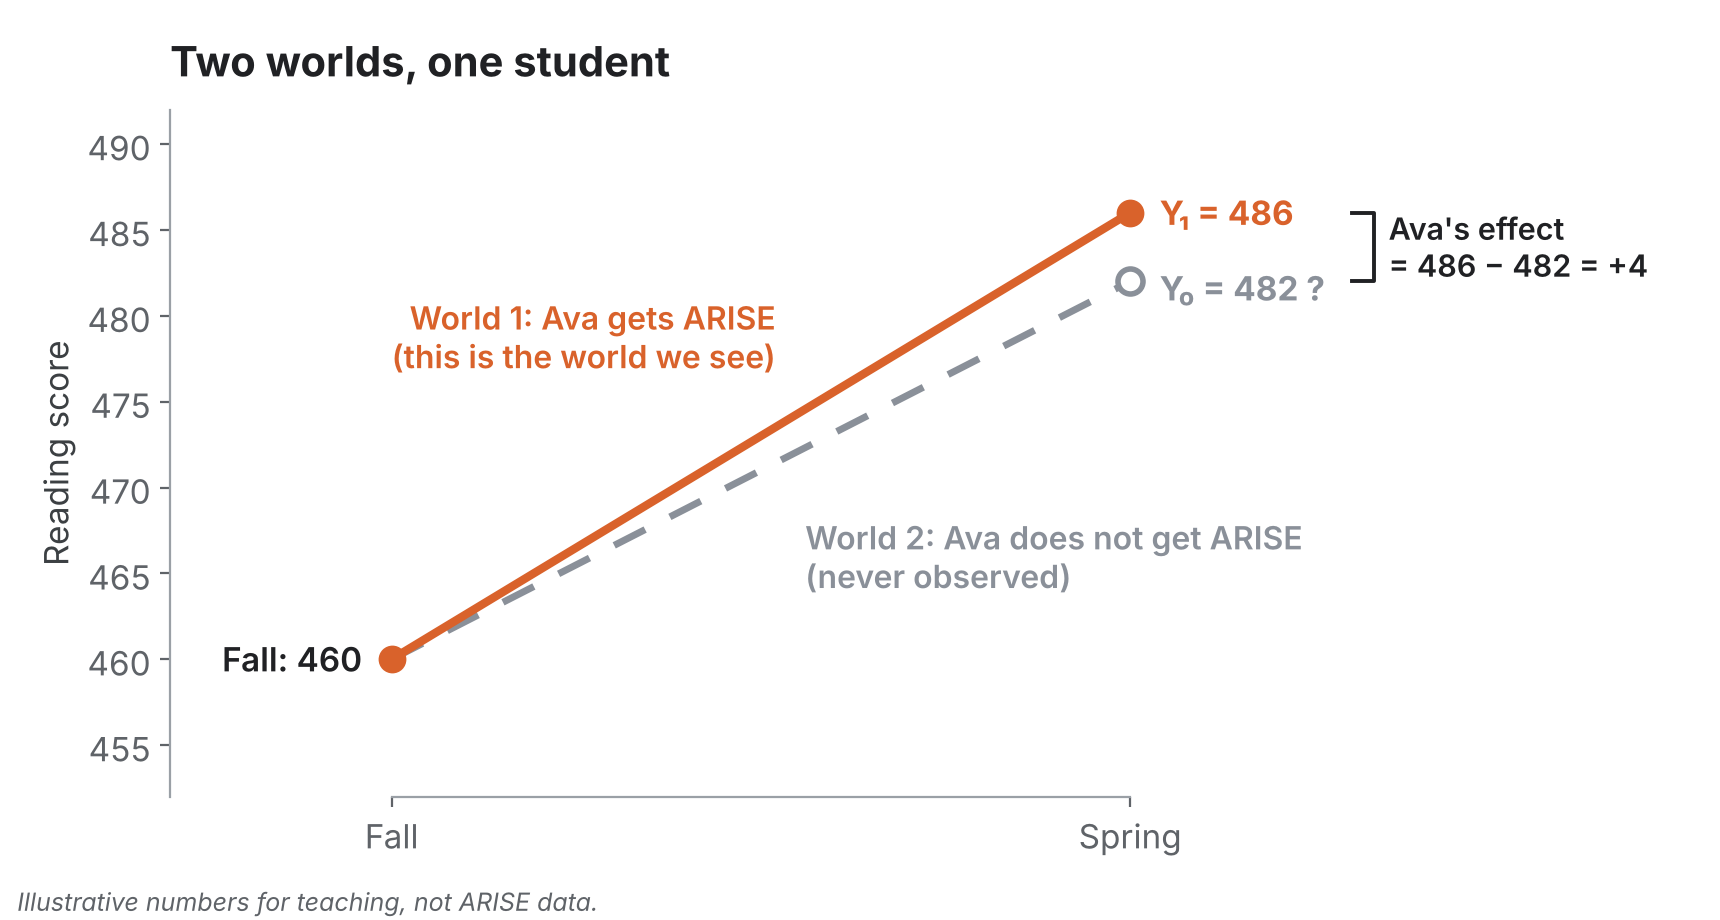 Two worlds, one student
490
485
480
475
470
465
460
455
Reading score
World 1: Ava gets ARISE
(this is the world we see)
Y₁ = 486
Y₀ = 482 ?
Ava's effect
= 486 − 482 = +4
World 2: Ava does not get ARISE
(never observed)
Fall: 460
Fall
Spring
Illustrative numbers for teaching, not ARISE data.